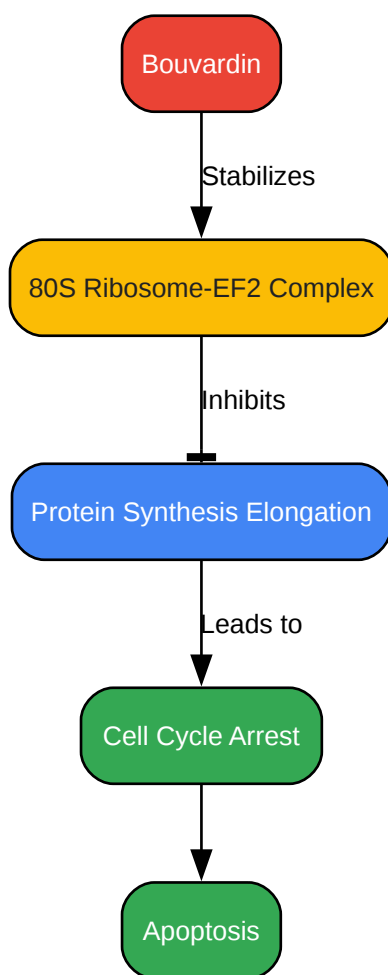 Bouvardin
Stabilizes
80S Ribosome-EF2 Complex
Inhibits
Protein Synthesis Elongation
Leads to
Cell Cycle Arrest
Apoptosis